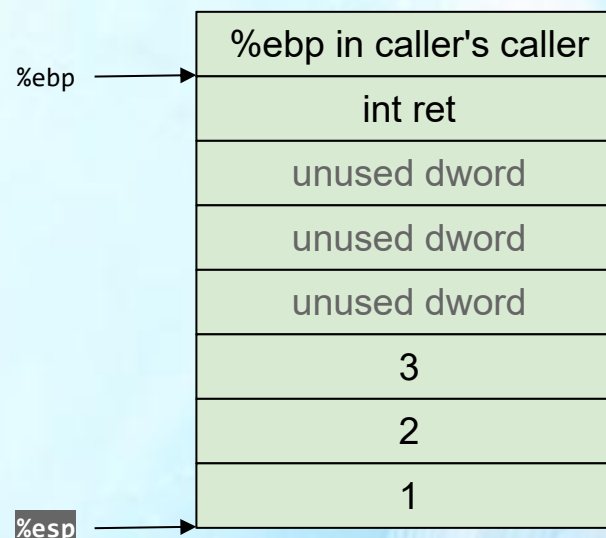 %ebp in caller's caller
%ebp
int ret
unused dword
unused dword
unused dword
3
2
1
%esp